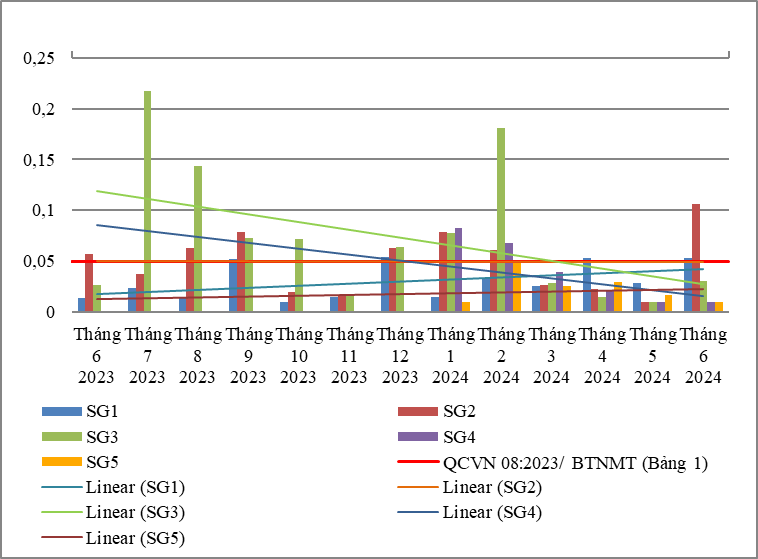 0,25
0,2
0,15
0,1
0,05
0
Tháng Tháng Tháng Tháng Tháng Tháng Tháng Tháng Tháng Tháng Tháng Tháng Tháng
6 7 8 9 10 11 12 1 2 3 4 5 6
2023 2023 2023 2023 2023 2023 2023 2024 2024 2024 2024 2024 2024
SG1 SG2
SG3 SG4
SG5 QCVN 08:2023/ BTNMT (Bảng 1)
Linear (SG1) Linear (SG2)
Linear (SG3) Linear (SG4)
Linear (SG5)